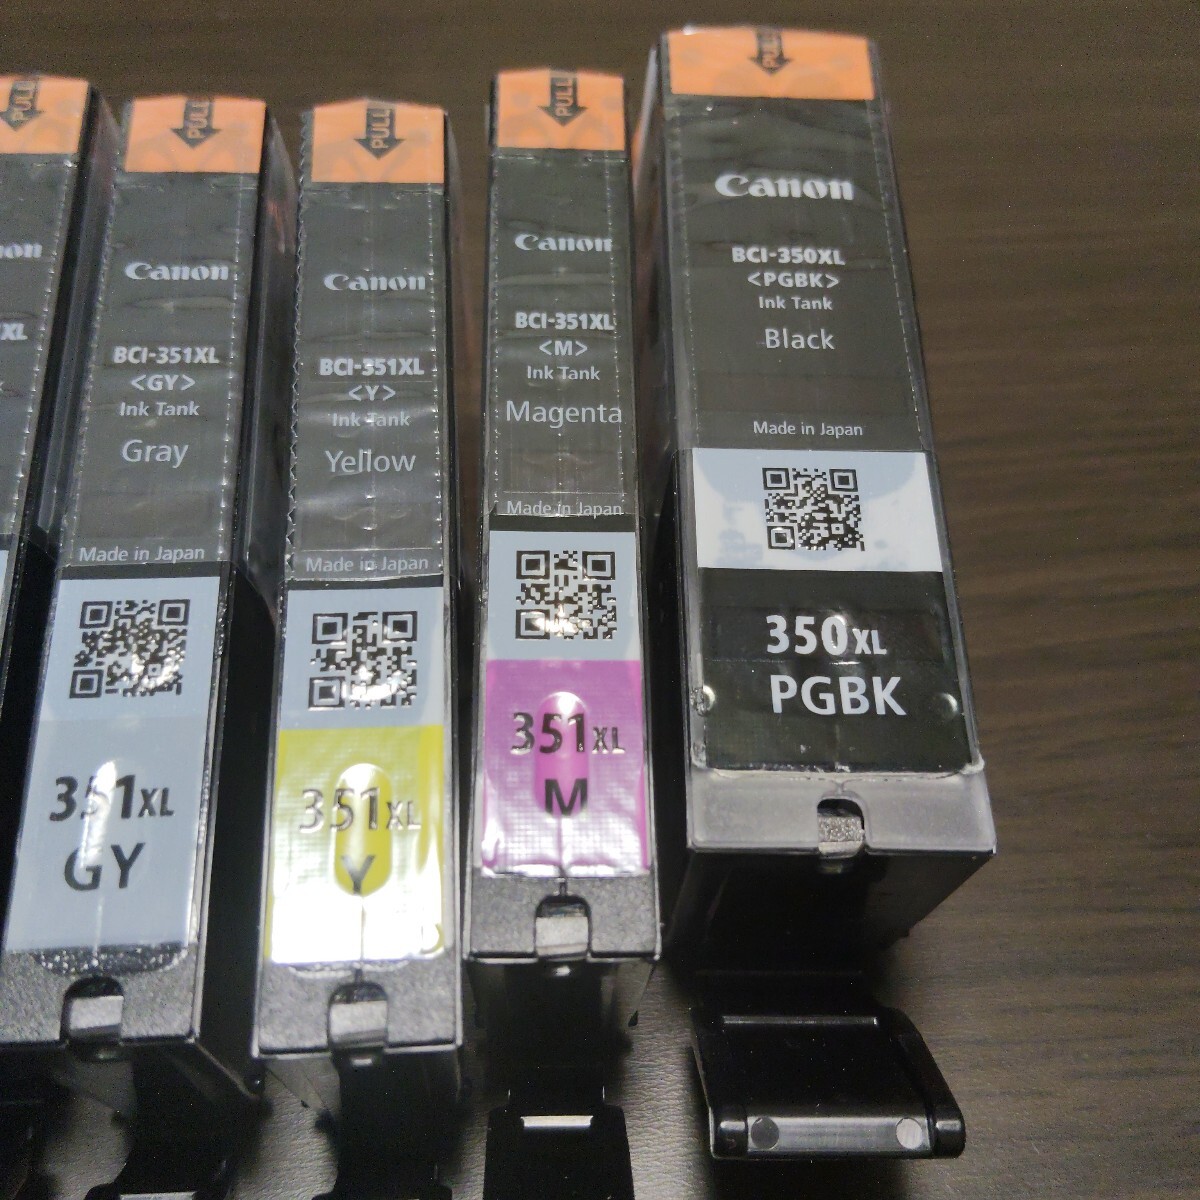 PULL
XL
PULL
Canon
BCI-351XL
<GY>
Ink Tank
Gray
Made in Japan
351XL
GY
PULL
Canon
BCI-351XL
<Y>
Ink Tank
Yellow
Made in Japan
351XL
Y
PULL
Canon
BCI-351XL
<M>
Ink Tank
Magenta
Made in Japan
351XL
M
PULL
Canon
BCI-350XL
<PGBK>
Ink Tank
Black
Made in Japan
350XL
PGBK